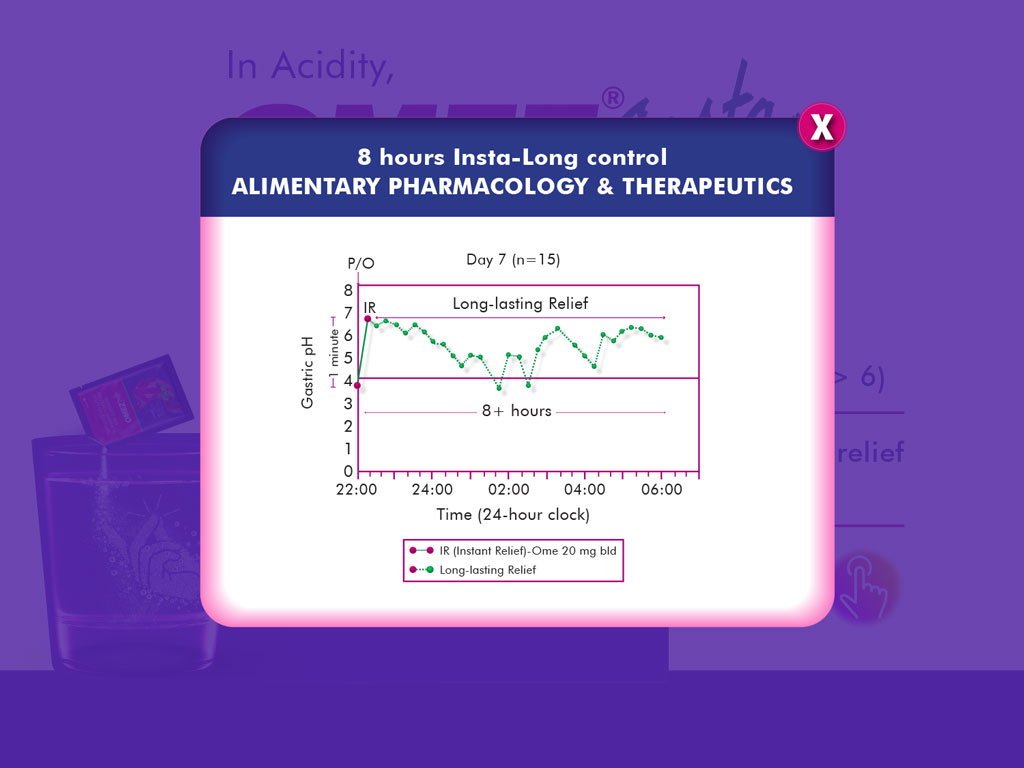 In Acidity,
®
X
8 hours Insta-Long control
ALIMENTARY PHARMACOLOGY & THERAPEUTICS
P/O
Day 7 (n=15)
8
7
6
5
4
3
2
1
0
IR
Long-lasting Relief
1 minute
Gastric pH
8+ hours
22:00 24:00 02:00 04:00 06:00
Time (24-hour clock)
IR (Instant Relief)-Ome 20 mg bld
Long-lasting Relief
> 6)
relief